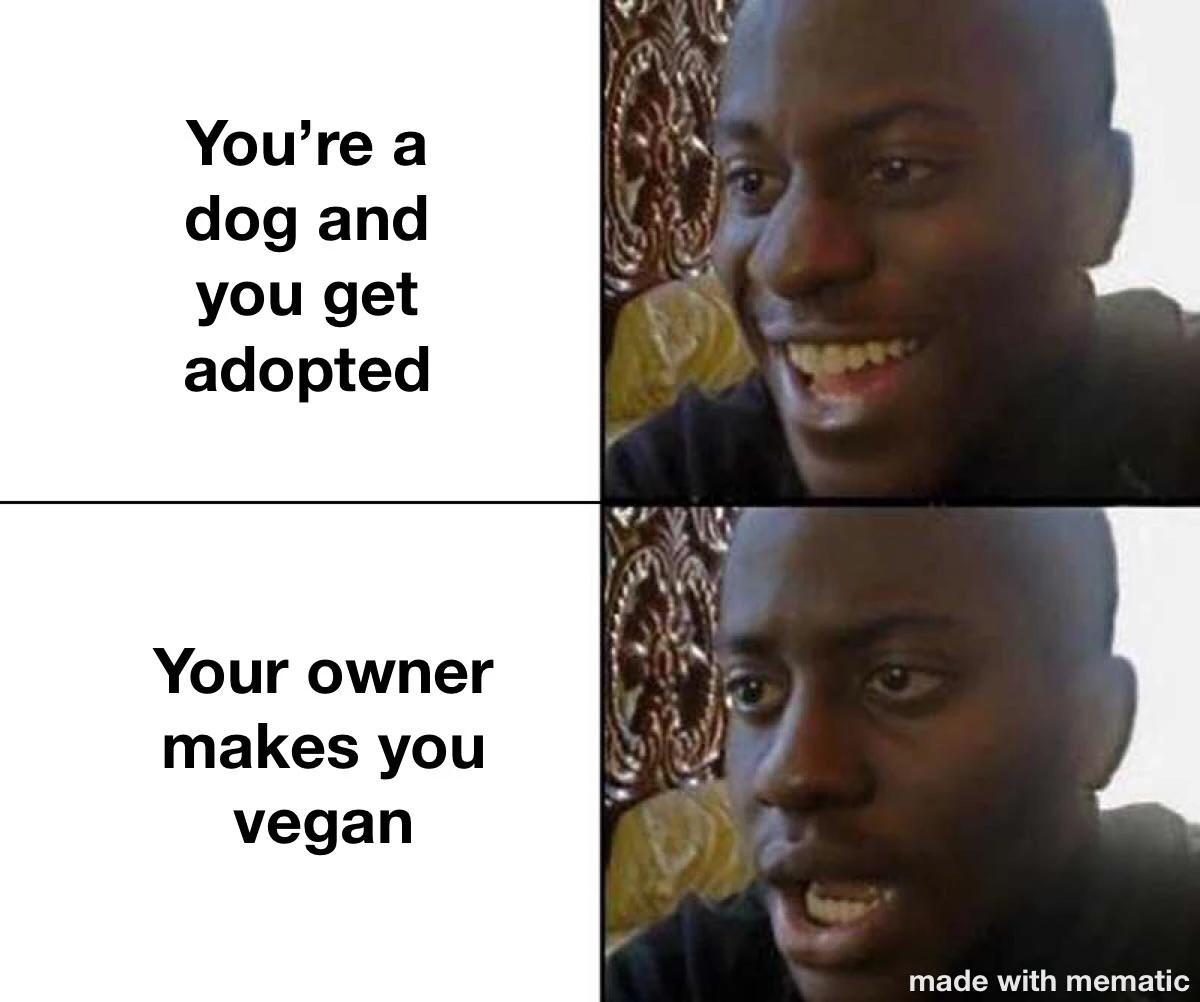 You’re a
dog and
you get
adopted
Your owner
makes you
vegan
made with mematic